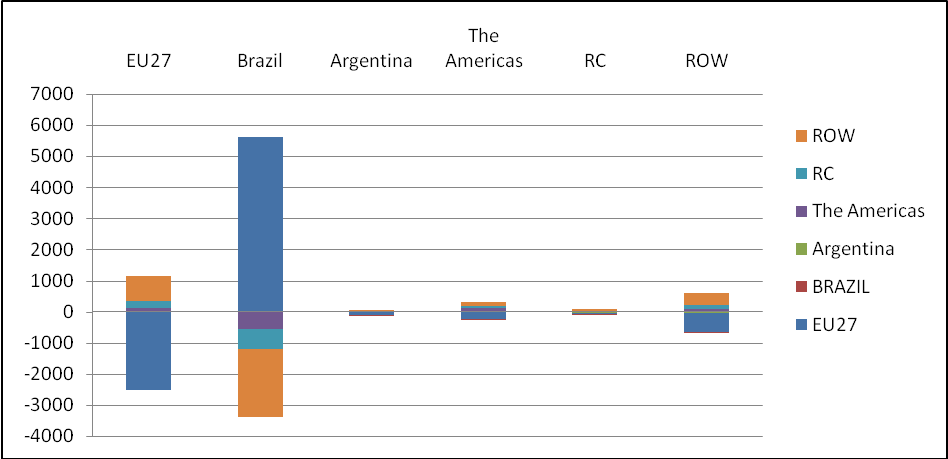 EU27
Brazil
Argentina
The
Americas
RC
ROW
7000
6000
5000
4000
3000
2000
1000
0
-1000
-2000
-3000
-4000
ROW
RC
The Americas
Argentina
BRAZIL
EU27